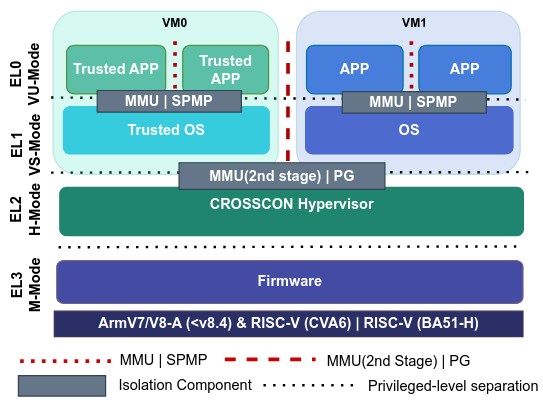 VM0
VM1
EL0
VU-Mode
Trusted APP
Trusted
APP
APP
APP
MMU | SPMP
MMU | SPMP
EL1
VS-Mode
Trusted OS
OS
MMU(2nd stage) | PG
EL2
H-Mode
CROSSCON Hypervisor
EL3
M-Mode
Firmware
ArmV7/V8-A (<v8.4) & RISC-V (CVA6) | RISC-V (BA51-H)
MMU | SPMP
MMU(2nd Stage) | PG
Isolation Component
Privileged-level separation